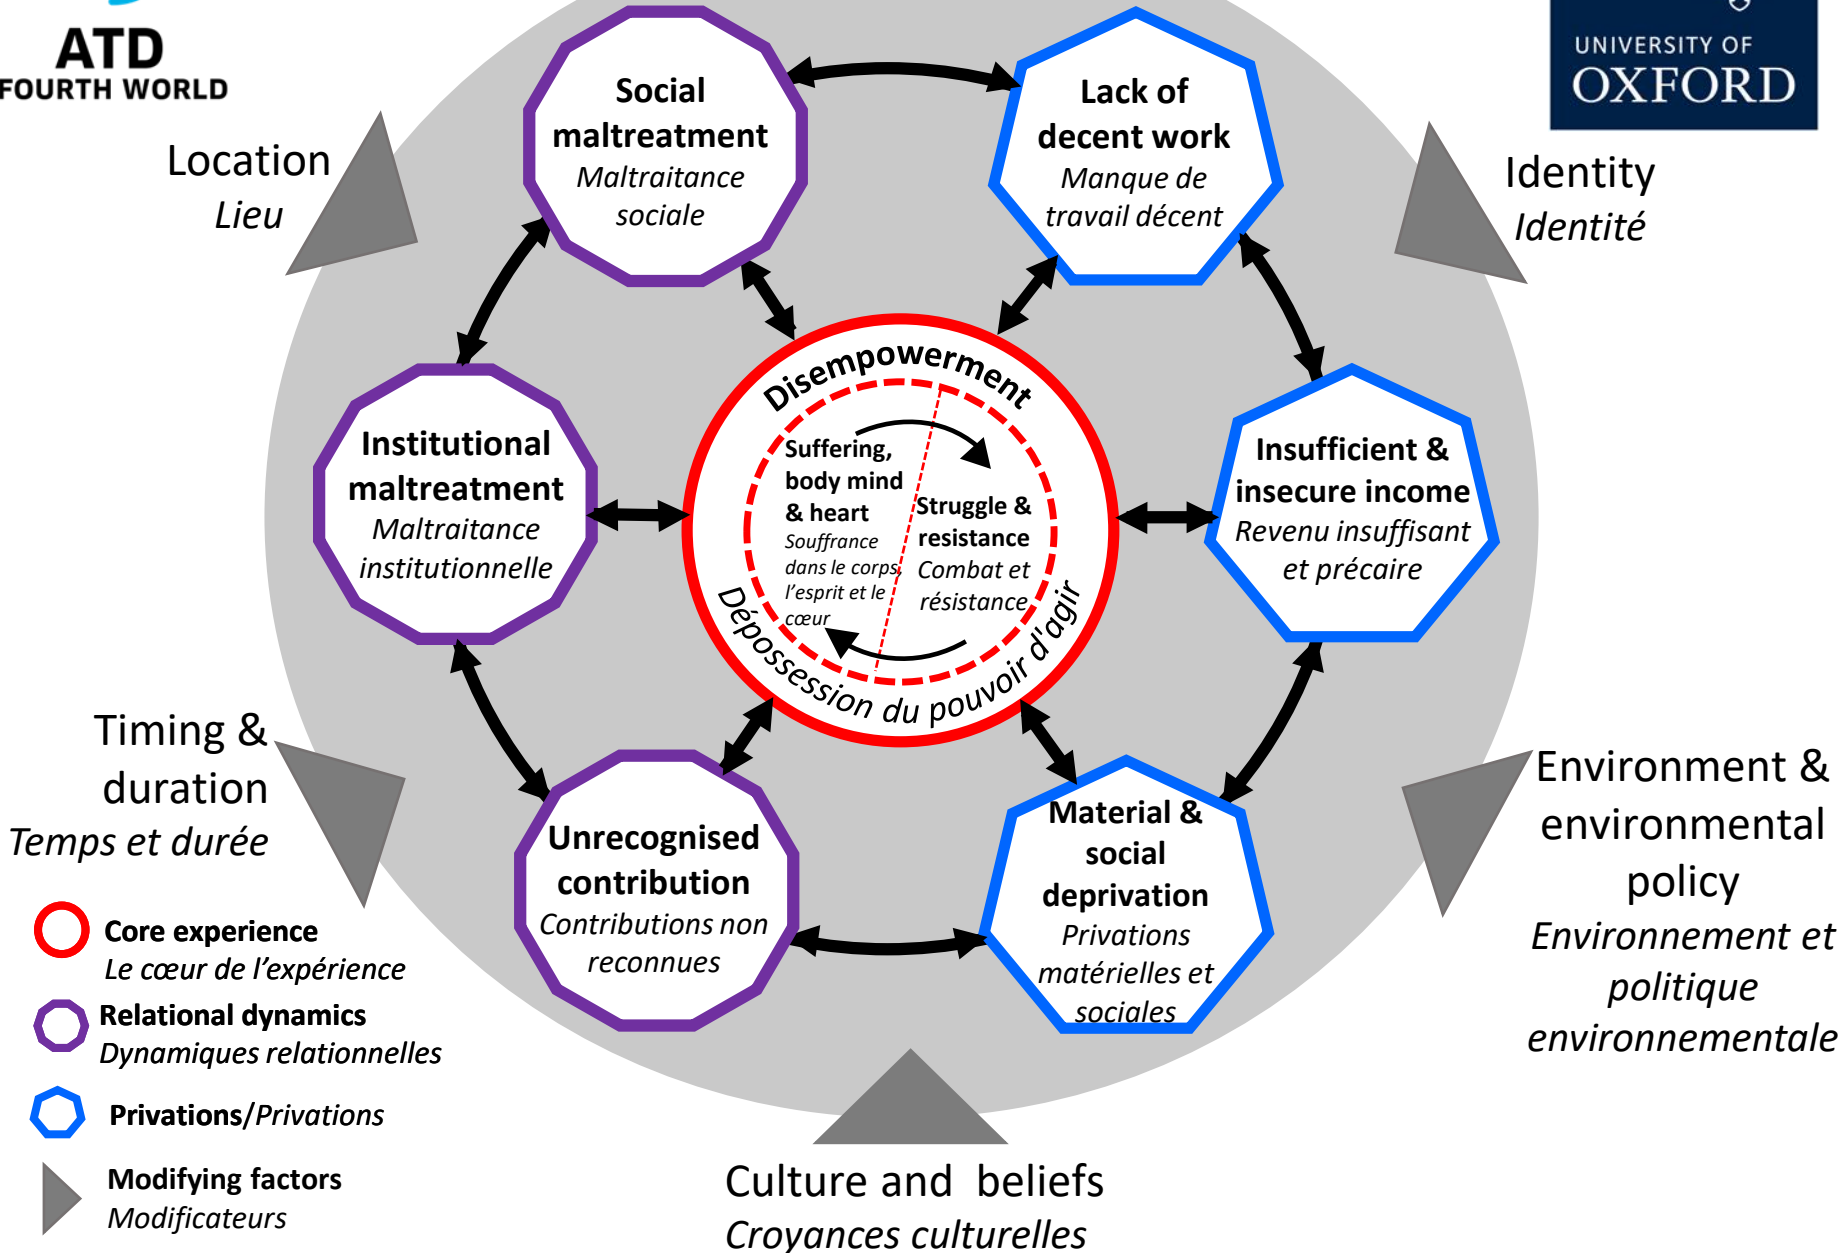 ATD
FOURTH WORLD
UNIVERSITY OF
OXFORD
Location
Lieu
Identity
Identité
Social
maltreatment
Maltraitance
sociale
Lack of
decent work
Manque de
travail décent
Institutional
maltreatment
Maltraitance
institutionnelle
Disempowerment
Suffering,
body mind
& heart
Souffrance
dans le corps,
l’esprit et le
cœur
Struggle &
resistance
Combat et
résistance
Dépossession du pouvoir d'agir
Insufficient &
insecure income
Revenu insuffisant
et précaire
Timing &
duration
Temps et durée
Unrecognised
contribution
Contributions non
reconnues
Material &
social
deprivation
Privations
matérielles et
sociales
Environment &
environmental
policy
Environnement et
politique
environnementale
Core experience
Le cœur de l’expérience
Relational dynamics
Dynamiques relationnelles
Privations/Privations
Modifying factors
Modificateurs
Culture and  beliefs
Croyances culturelles